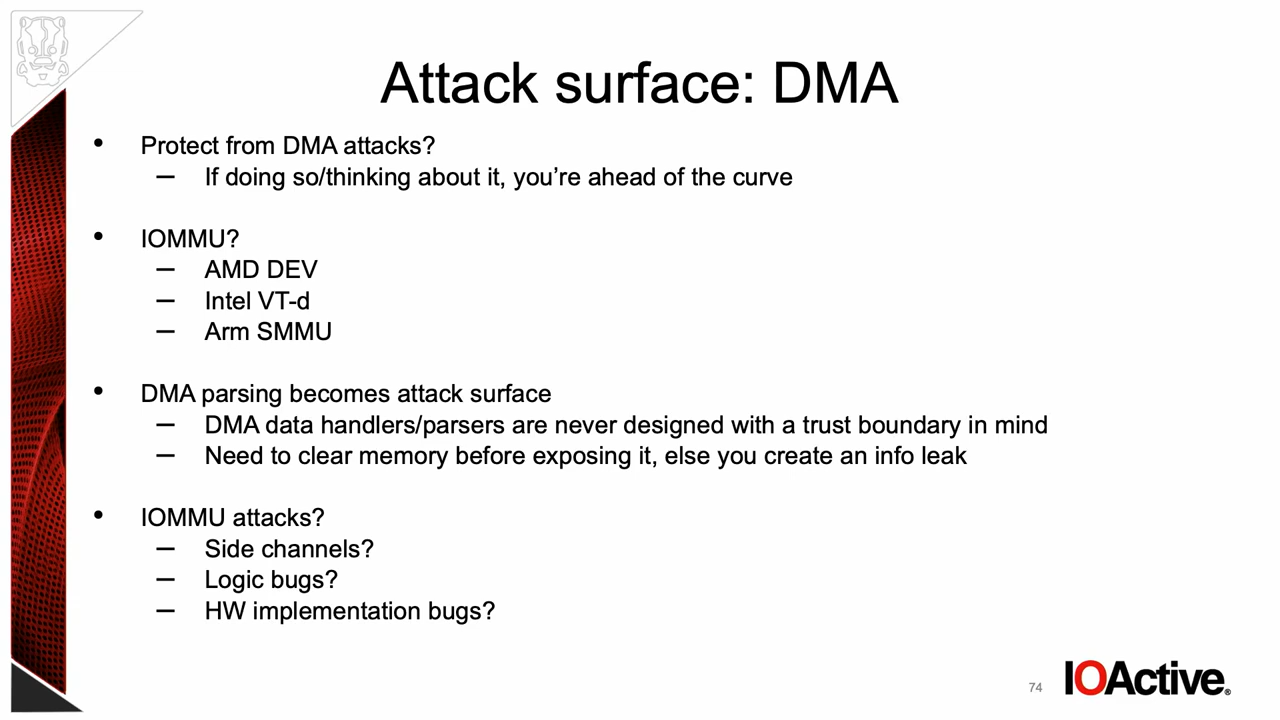 Attack surface: DMA
• Protect from DMA attacks?
– If doing so/thinking about it, you’re ahead of the curve
• IOMMU?
– AMD DEV
– Intel VT-d
– Arm SMMU
• DMA parsing becomes attack surface
– DMA data handlers/parsers are never designed with a trust boundary in mind
– Need to clear memory before exposing it, else you create an info leak
• IOMMU attacks?
– Side channels?
– Logic bugs?
– HW implementation bugs?
74
IOActive®